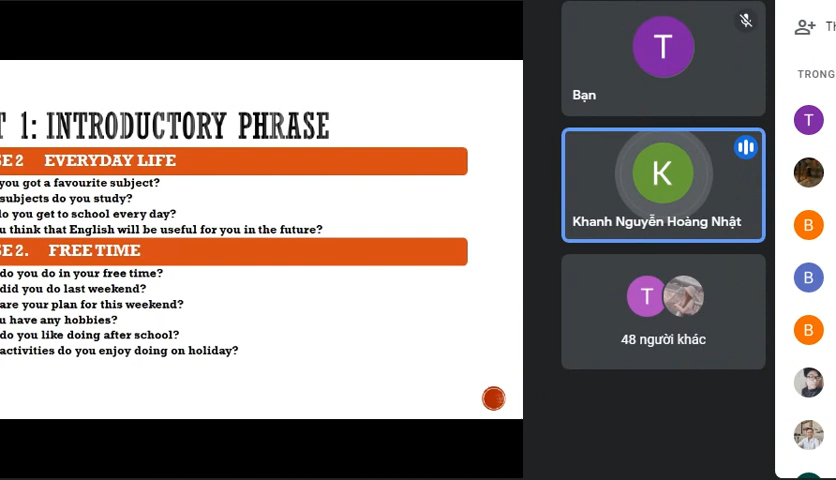 T 1: INTRODUCTORY PHRASE
SE 2 EVERYDAY LIFE
you got a favourite subject?
subjects do you study?
do you get to school every day?
u think that English will be useful for you in the future?
SE 2. FREE TIME
do you do in your free time?
did you do last weekend?
are your plan for this weekend?
u have any hobbies?
do you like doing after school?
activities do you enjoy doing on holiday?
T
Bạn
K
Khanh Nguyễn Hoàng Nhật
T
48 người khác
TRONG
T
B
B
B